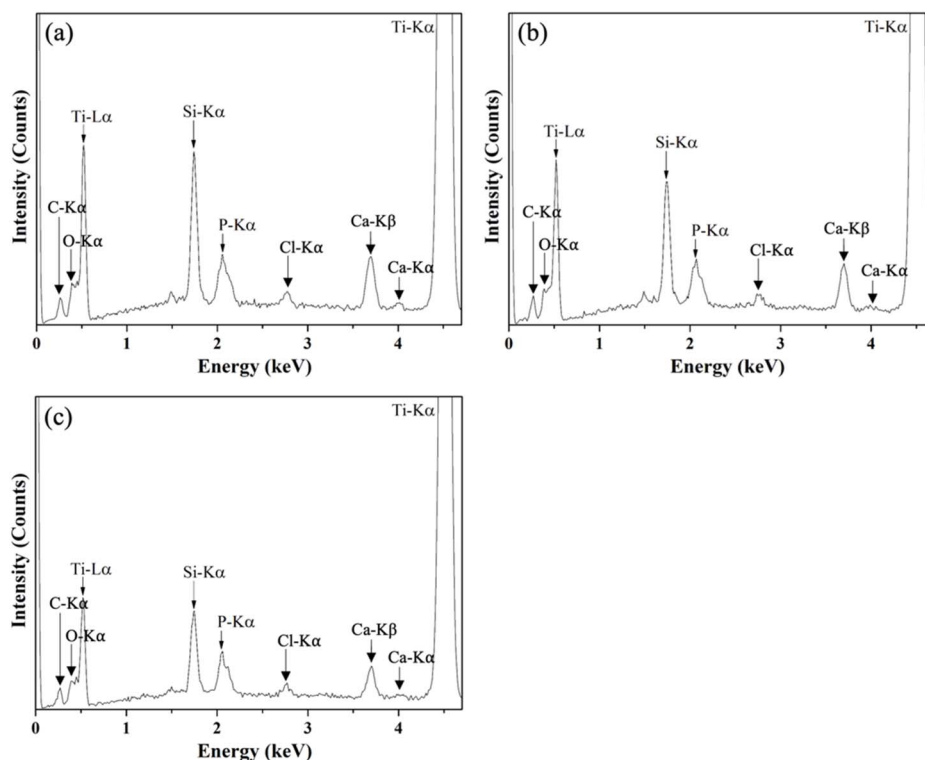 (a)
Ti-Kα
Ti-Lα
Si-Kα
C-Kα
O-Kα
P-Kα
Cl-Kα
Ca-Kβ
Ca-Kα
Intensity (Counts)
0 1 2 3 4
Energy (keV)
(b)
Ti-Kα
Ti-Lα
Si-Kα
C-Kα
O-Kα
P-Kα
Cl-Kα
Ca-Kβ
Ca-Kα
Intensity (Counts)
0 1 2 3 4
Energy (keV)
(c)
Ti-Kα
Ti-Lα
Si-Kα
C-Kα
O-Kα
P-Kα
Cl-Kα
Ca-Kβ
Ca-Kα
Intensity (Counts)
0 1 2 3 4
Energy (keV)